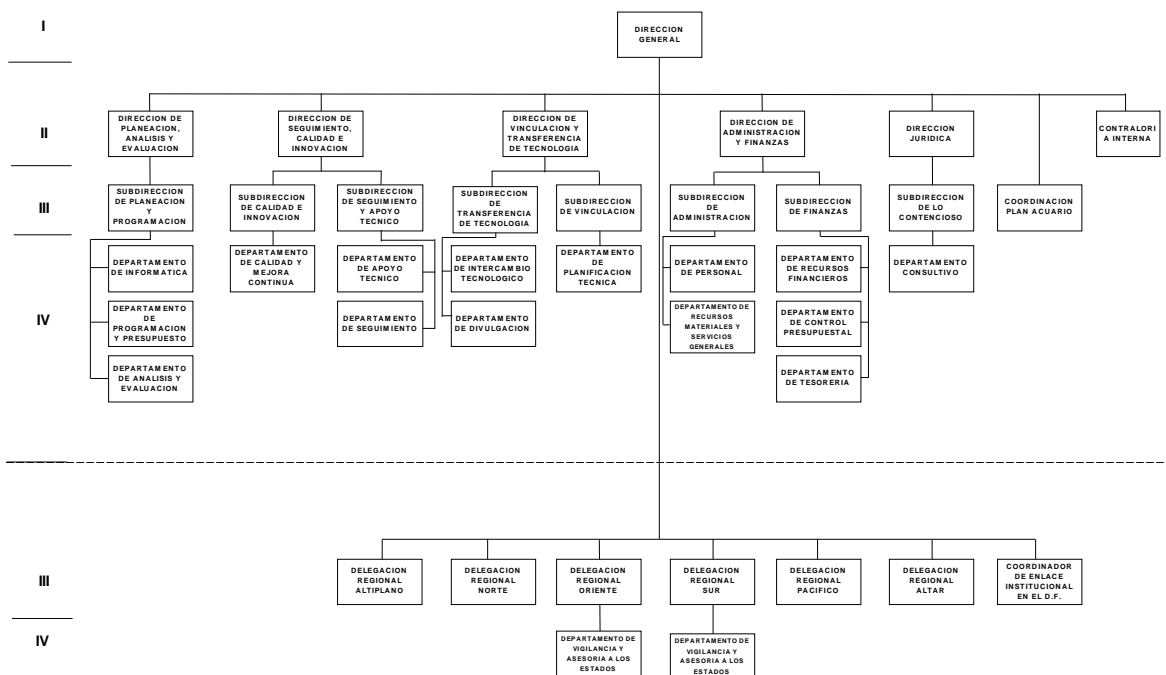 I
DIRECCION
GENERAL
II
DIRECCION DE
PLANEACION,
ANALISIS Y
EVALUACION
DIRECCION DE
SEGUIMIENTO,
CALIDAD E
INNOVACION
DIRECCION DE
VINCULACION Y
TRANSFERENCIA
DE TECNOLOGIA
DIRECCION DE
ADMINISTRACION
Y FINANZAS
DIRECCION
JURIDICA
CONTRALORI
A INTERNA
III
SUBDIRECCION
DE PLANEACION
Y
PROGRAMACION
SUBDIRECCION
DE CALIDAD E
INNOVACION
SUBDIRECCION
DE SEGUIMIENTO
Y APOYO
TECNICO
SUBDIRECCION
DE
TRANSFERENCIA
DE TECNOLOGIA
SUBDIRECCION
DE VINCULACION
SUBDIRECCION
DE
ADMINISTRACION
SUBDIRECCION
DE FINANZAS
SUBDIRECCION
DE LO
CONTENCIOSO
COORDINACION
PLAN ACUARIO
IV
DEPARTAMENTO
DE INFORMATICA
DEPARTAMENTO
DE CALIDAD Y
MEJORA
CONTINUA
DEPARTAMENTO
DE APOYO
TECNICO
DEPARTAMENTO
DE INTERCAMBIO
TECNOLOGICO
DEPARTAMENTO
DE
PLANIFICACION
TECNICA
DEPARTAMENTO
DE PERSONAL
DEPARTAMENTO
DE RECURSOS
FINANCIEROS
DEPARTAMENTO
CONSULTIVO
DEPARTAMENTO
DE
PROGRAMACION
Y PRESUPUESTO
DEPARTAMENTO
DE SEGUIMIENTO
DEPARTAMENTO
DE DIVULGACION
DEPARTAMENTO DE
RECURSOS
MATERIALES Y
SERVICIOS
GENERALES
DEPARTAMENTO
DE CONTROL
PRESUPUESTAL
DEPARTAMENTO
DE ANALISIS Y
EVALUACION
DEPARTAMENTO
DE TESORERIA
III
DELEGACION
REGIONAL
ALTIPLANO
DELEGACION
REGIONAL
NORTE
DELEGACION
REGIONAL
ORIENTE
DELEGACION
REGIONAL
SUR
DELEGACION
REGIONAL
PACIFICO
DELEGACION
REGIONAL
ALTAR
COORDINADOR
DE ENLACE
INSTITUCIONAL
EN EL D.F.
IV
DEPARTAMENTO DE
VIGILANCIA Y
ASESORIA A LOS
ESTADOS
DEPARTAMENTO DE
VIGILANCIA Y
ASESORIA A LOS
ESTADOS